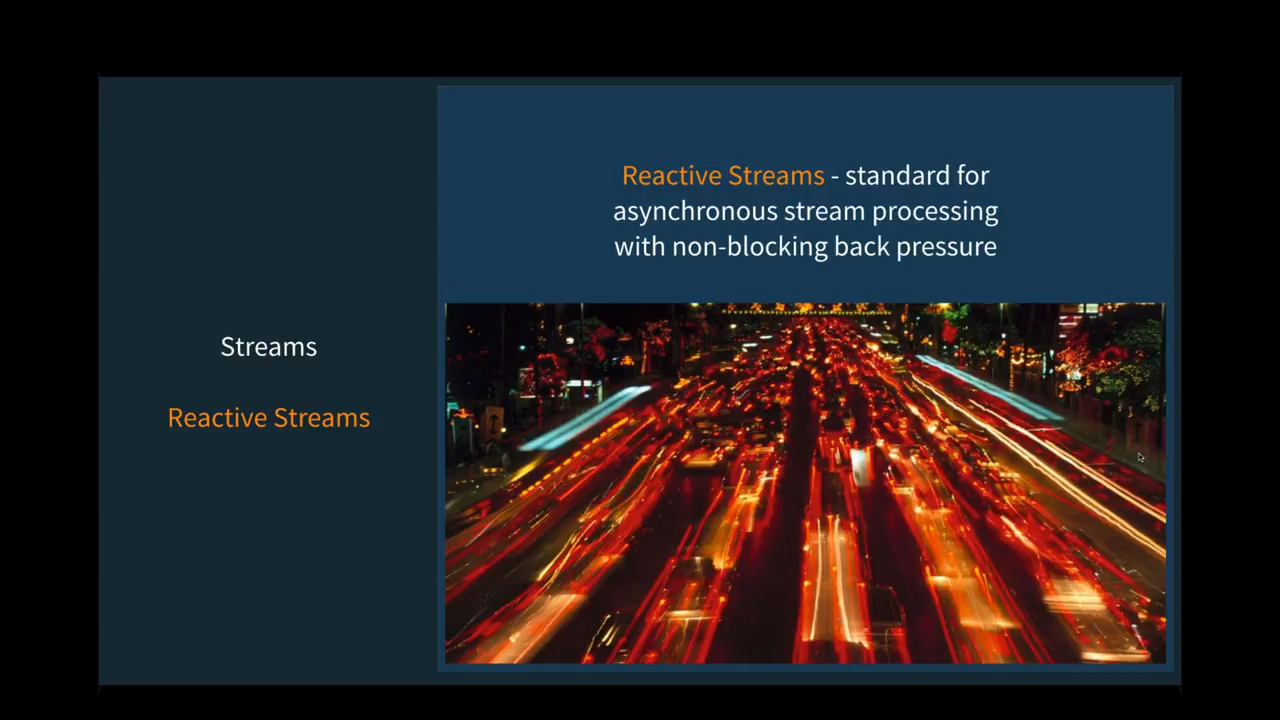 Streams
Reactive Streams
Reactive Streams - standard for
asynchronous stream processing
with non-blocking back pressure